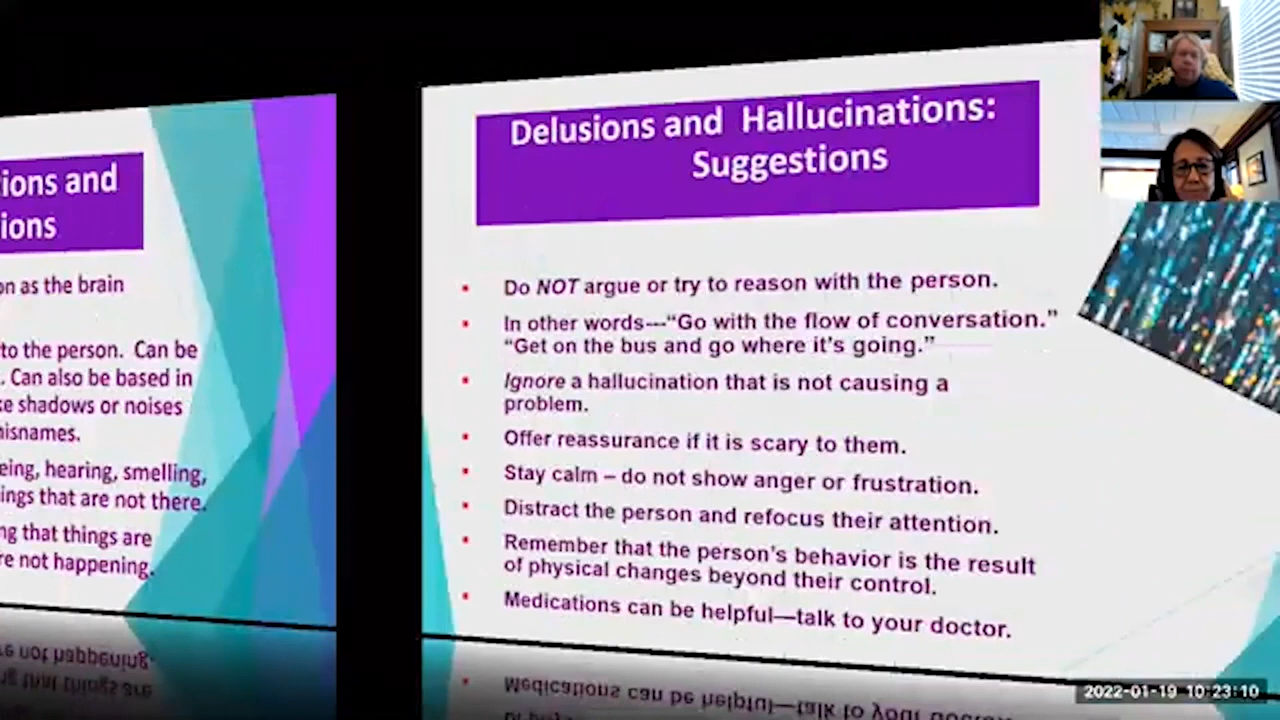 ions and
ions
on as the brain
to the person. Can be
. Can also be based in
ke shadows or noises
misnames.
eing, hearing, smelling,
ings that are not there.
ng that things are
re not happening.
Delusions and Hallucinations:
Suggestions
Do NOT argue or try to reason with the person.
In other words---“Go with the flow of conversation.”
“Get on the bus and go where it’s going.”
Ignore a hallucination that is not causing a
problem.
Offer reassurance if it is scary to them.
Stay calm – do not show anger or frustration.
Distract the person and refocus their attention.
Remember that the person’s behavior is the result
of physical changes beyond their control.
Medications can be helpful—talk to your doctor.
2022-01-19 10:23:10